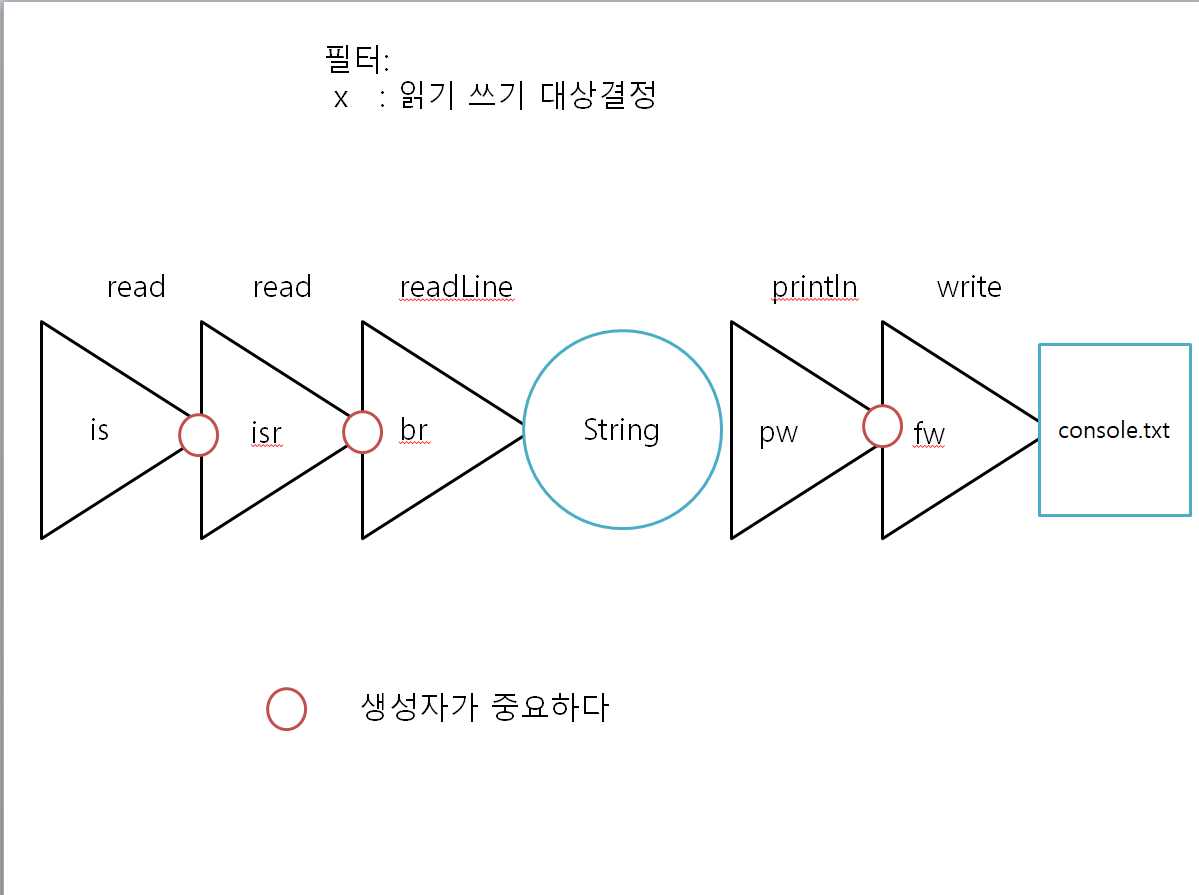 필터:
x : 읽기 쓰기 대상결정
read read readLine println write
is isr br String pw fw console.txt
생성자가 중요하다